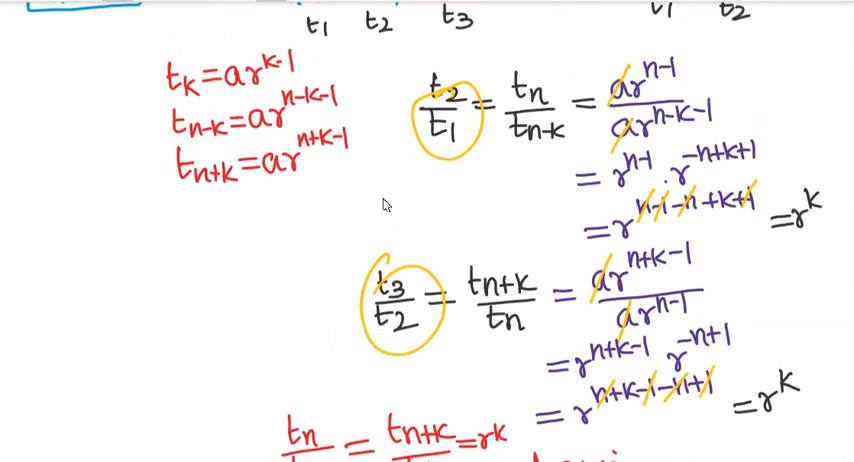 t₁ t₂ t₃ t₂
tₖ = ar^(k-1)
tₙ₋ₖ = ar^(n-k-1)
tₙ₊ₖ = ar^(n+k-1)
t₂/t₁ = tₙ/tₙ₋ₖ = ar^(n-1)/ar^(n-k-1)
= r^(n-1) · r^(-n+k+1)
= r^(n-1-n+k+1) = r^k
t₃/t₂ = tₙ₊ₖ/tₙ = ar^(n+k-1)/ar^(n-1)
= r^(n+k-1) r^(-n+1)
= r^(n+k-1-n+1) = r^k
tₙ/ = tₙ₊ₖ/ = r^k